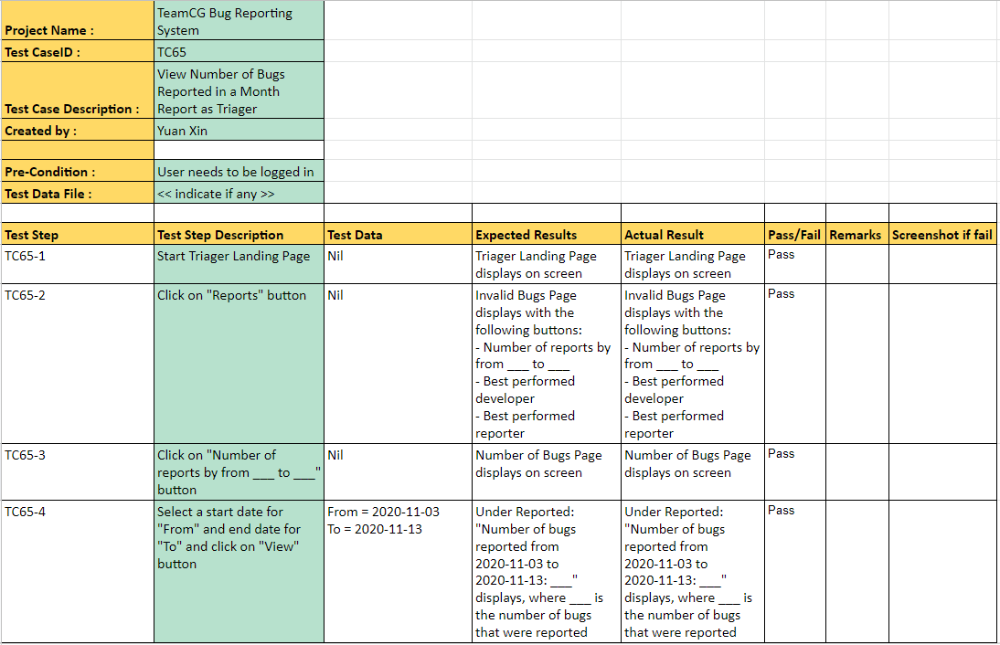 Project Name :
TeamCG Bug Reporting
System
Test CaseID :
TC65
Test Case Description :
View Number of Bugs
Reported in a Month
Report as Triager
Created by :
Yuan Xin
Pre-Condition :
User needs to be logged in
Test Data File :
<< indicate if any >>
Test Step
Test Step Description
Test Data
Expected Results
Actual Result
Pass/Fail
Remarks
Screenshot if fail
TC65-1
Start Triager Landing Page
Nil
Triager Landing Page
displays on screen
Triager Landing Page
displays on screen
Pass
TC65-2
Click on "Reports" button
Nil
Invalid Bugs Page
displays with the
following buttons:
- Number of reports by
from ___ to ___
- Best performed
developer
- Best performed
reporter
Invalid Bugs Page
displays with the
following buttons:
- Number of reports by
from ___ to ___
- Best performed
developer
- Best performed
reporter
Pass
TC65-3
Click on "Number of
reports by from ___ to ___"
button
Nil
Number of Bugs Page
displays on screen
Number of Bugs Page
displays on screen
Pass
TC65-4
Select a start date for
"From" and end date for
"To" and click on "View"
button
From = 2020-11-03
To = 2020-11-13
Under Reported:
"Number of bugs
reported from
2020-11-03 to
2020-11-13: ___"
displays, where ___ is
the number of bugs
that were reported
Under Reported:
"Number of bugs
reported from
2020-11-03 to
2020-11-13: ___"
displays, where ___ is
the number of bugs
that were reported
Pass